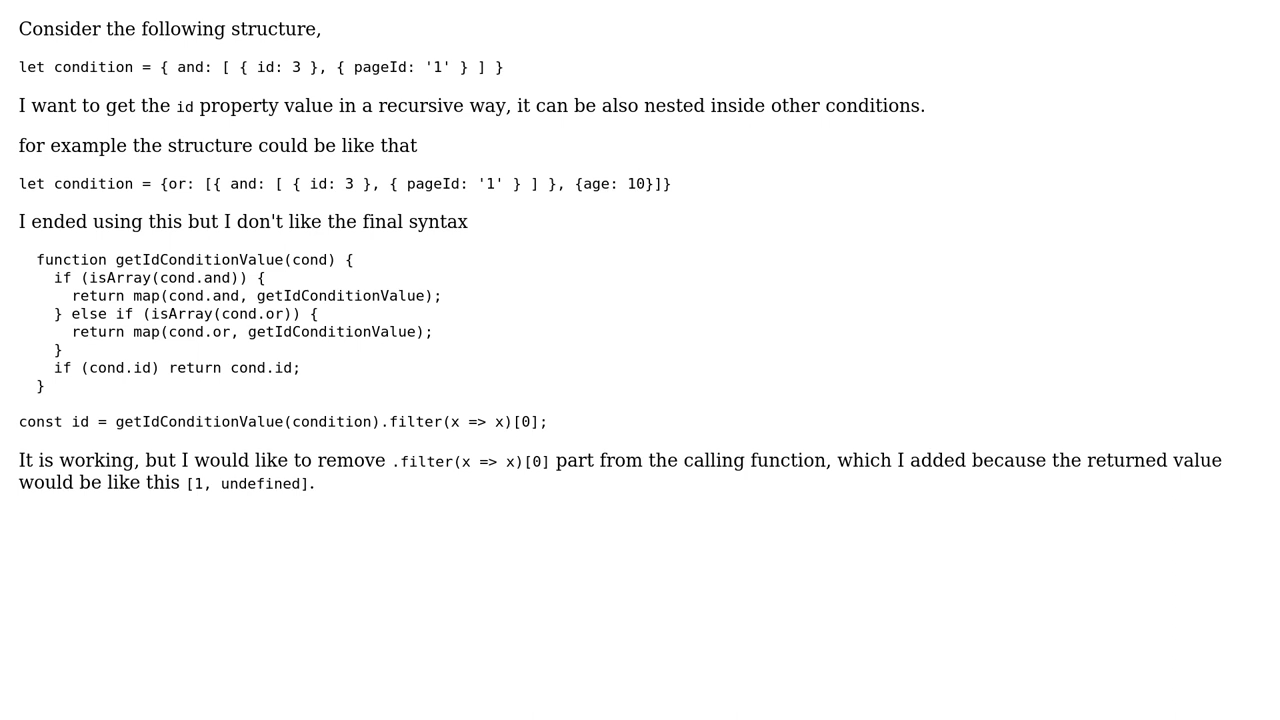 Consider the following structure,
let condition = { and: [ { id: 3 }, { pageId: '1' } ] }
I want to get the id property value in a recursive way, it can be also nested inside other conditions.
for example the structure could be like that
let condition = {or: [{ and: [ { id: 3 }, { pageId: '1' } ] }, {age: 10}]}
I ended using this but I don't like the final syntax
  function getIdConditionValue(cond) {
    if (isArray(cond.and)) {
      return map(cond.and, getIdConditionValue);
    } else if (isArray(cond.or)) {
      return map(cond.or, getIdConditionValue);
    }
    if (cond.id) return cond.id;
  }
const id = getIdConditionValue(condition).filter(x => x)[0];
It is working, but I would like to remove .filter(x => x)[0] part from the calling function, which I added because the returned value
would be like this [1, undefined].